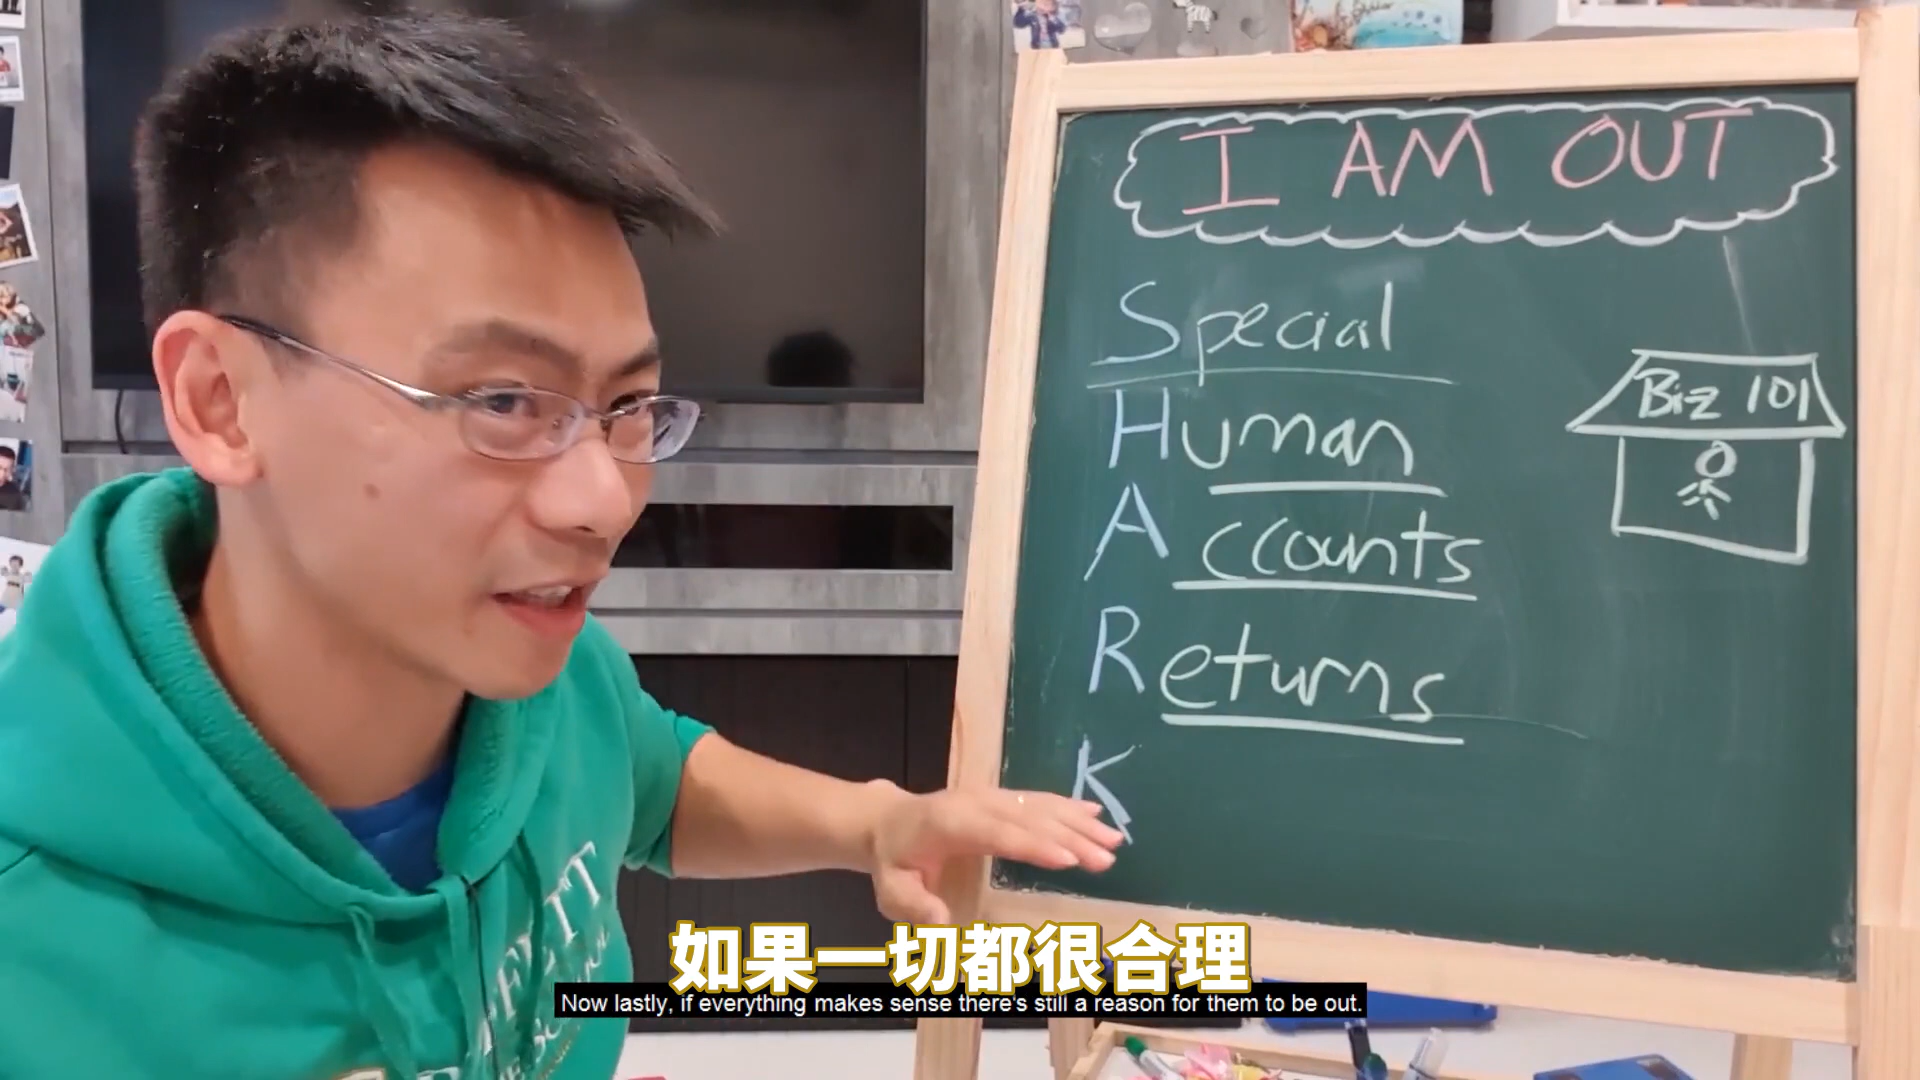 I AM OUT
Special
Human
Accounts
Returns
K
Biz 101
如果一切都很合理
Now lastly, if everything makes sense there's still a reason for them to be out.